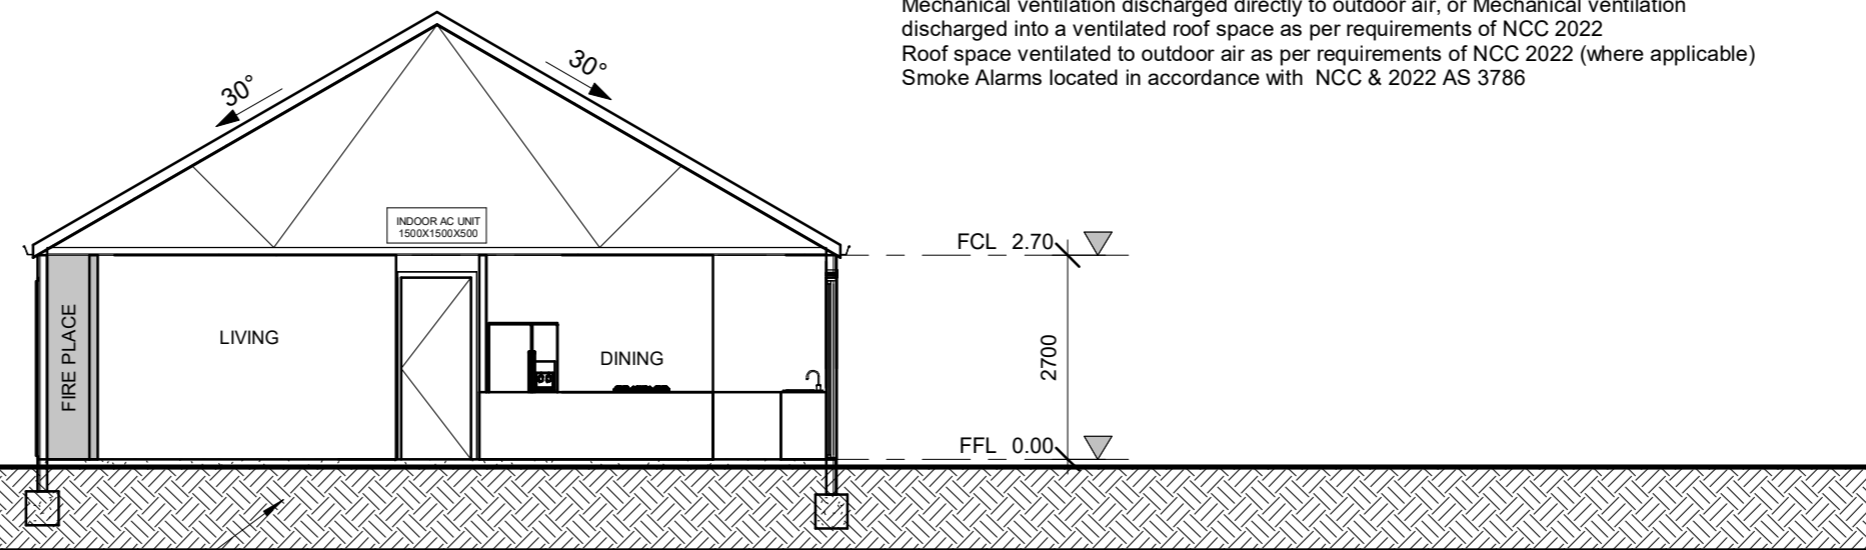 Mechanical ventilation discharged directly to outdoor air, or Mechanical ventilation
discharged into a ventilated roof space as per requirements of NCC 2022
Roof space ventilated to outdoor air as per requirements of NCC 2022 (where applicable)
Smoke Alarms located in accordance with NCC & 2022 AS 3786
30°
30°
INDOOR AC UNIT
1500X1500X500
FCL 2.70
FIRE PLACE
LIVING
DINING
2700
FFL 0.00